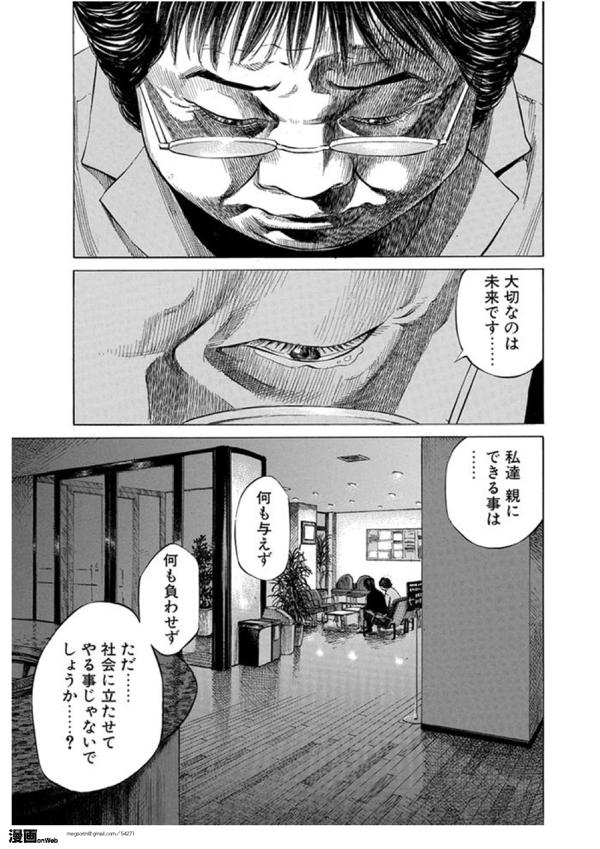 大切なのは
未来です……
私達 親に
できる事は
……
何も与えず
何も負わせず
ただ……
社会に立たせて
やる事じゃないで
しょうか……？
漫画onWeb
megaorin@gmail.com/54271